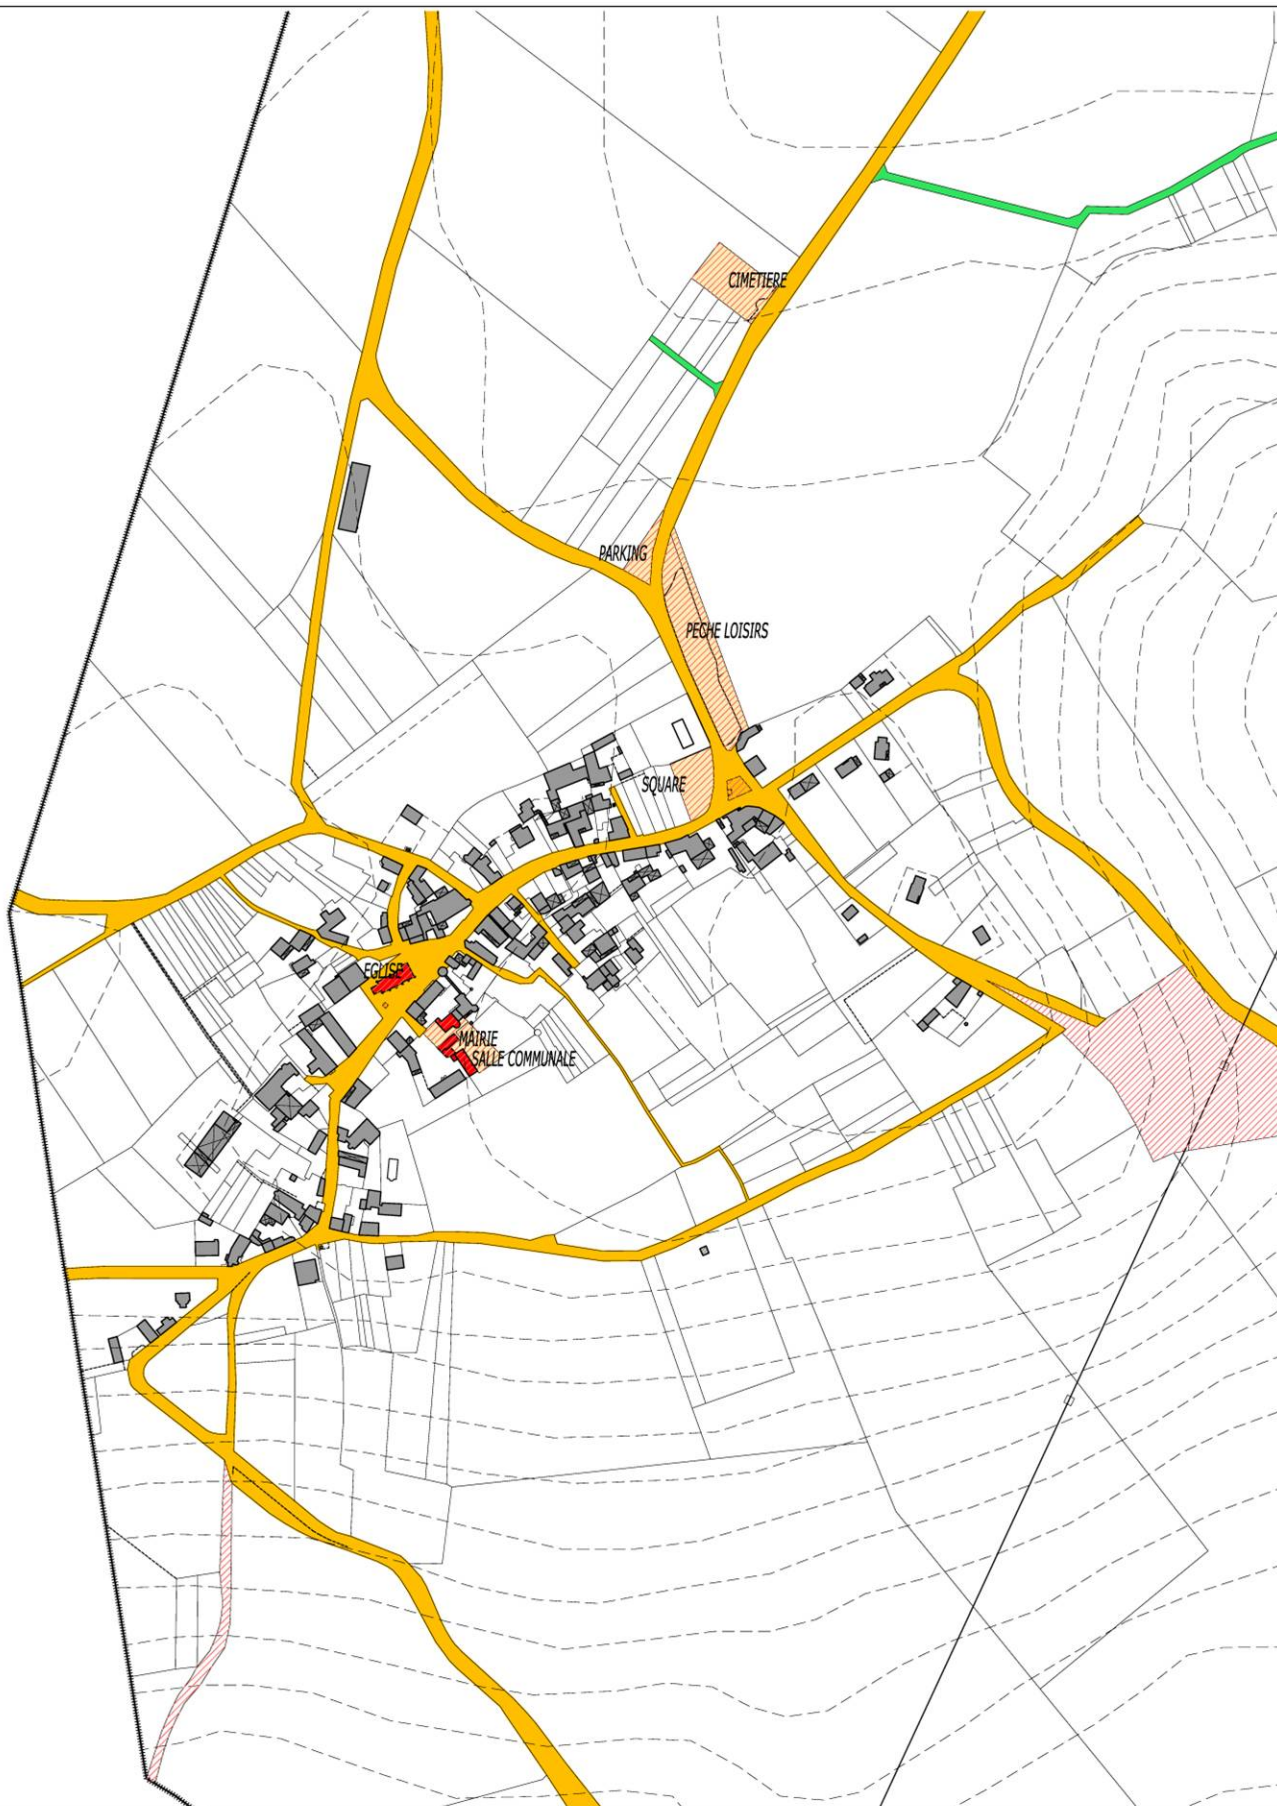 CIMETIERE
PARKING
PECHE LOISIRS
SQUARE
EGLISE
MAIRIE
SALLE COMMUNALE